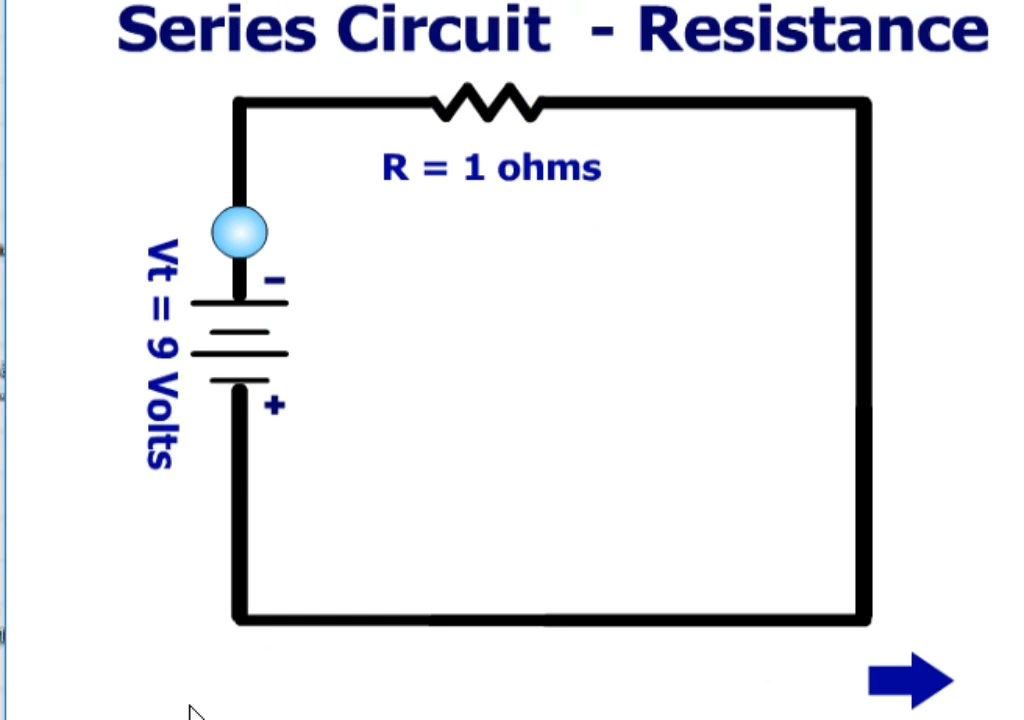 Series Circuit - Resistance
R = 1 ohms
-
Vt = 9 Volts
+